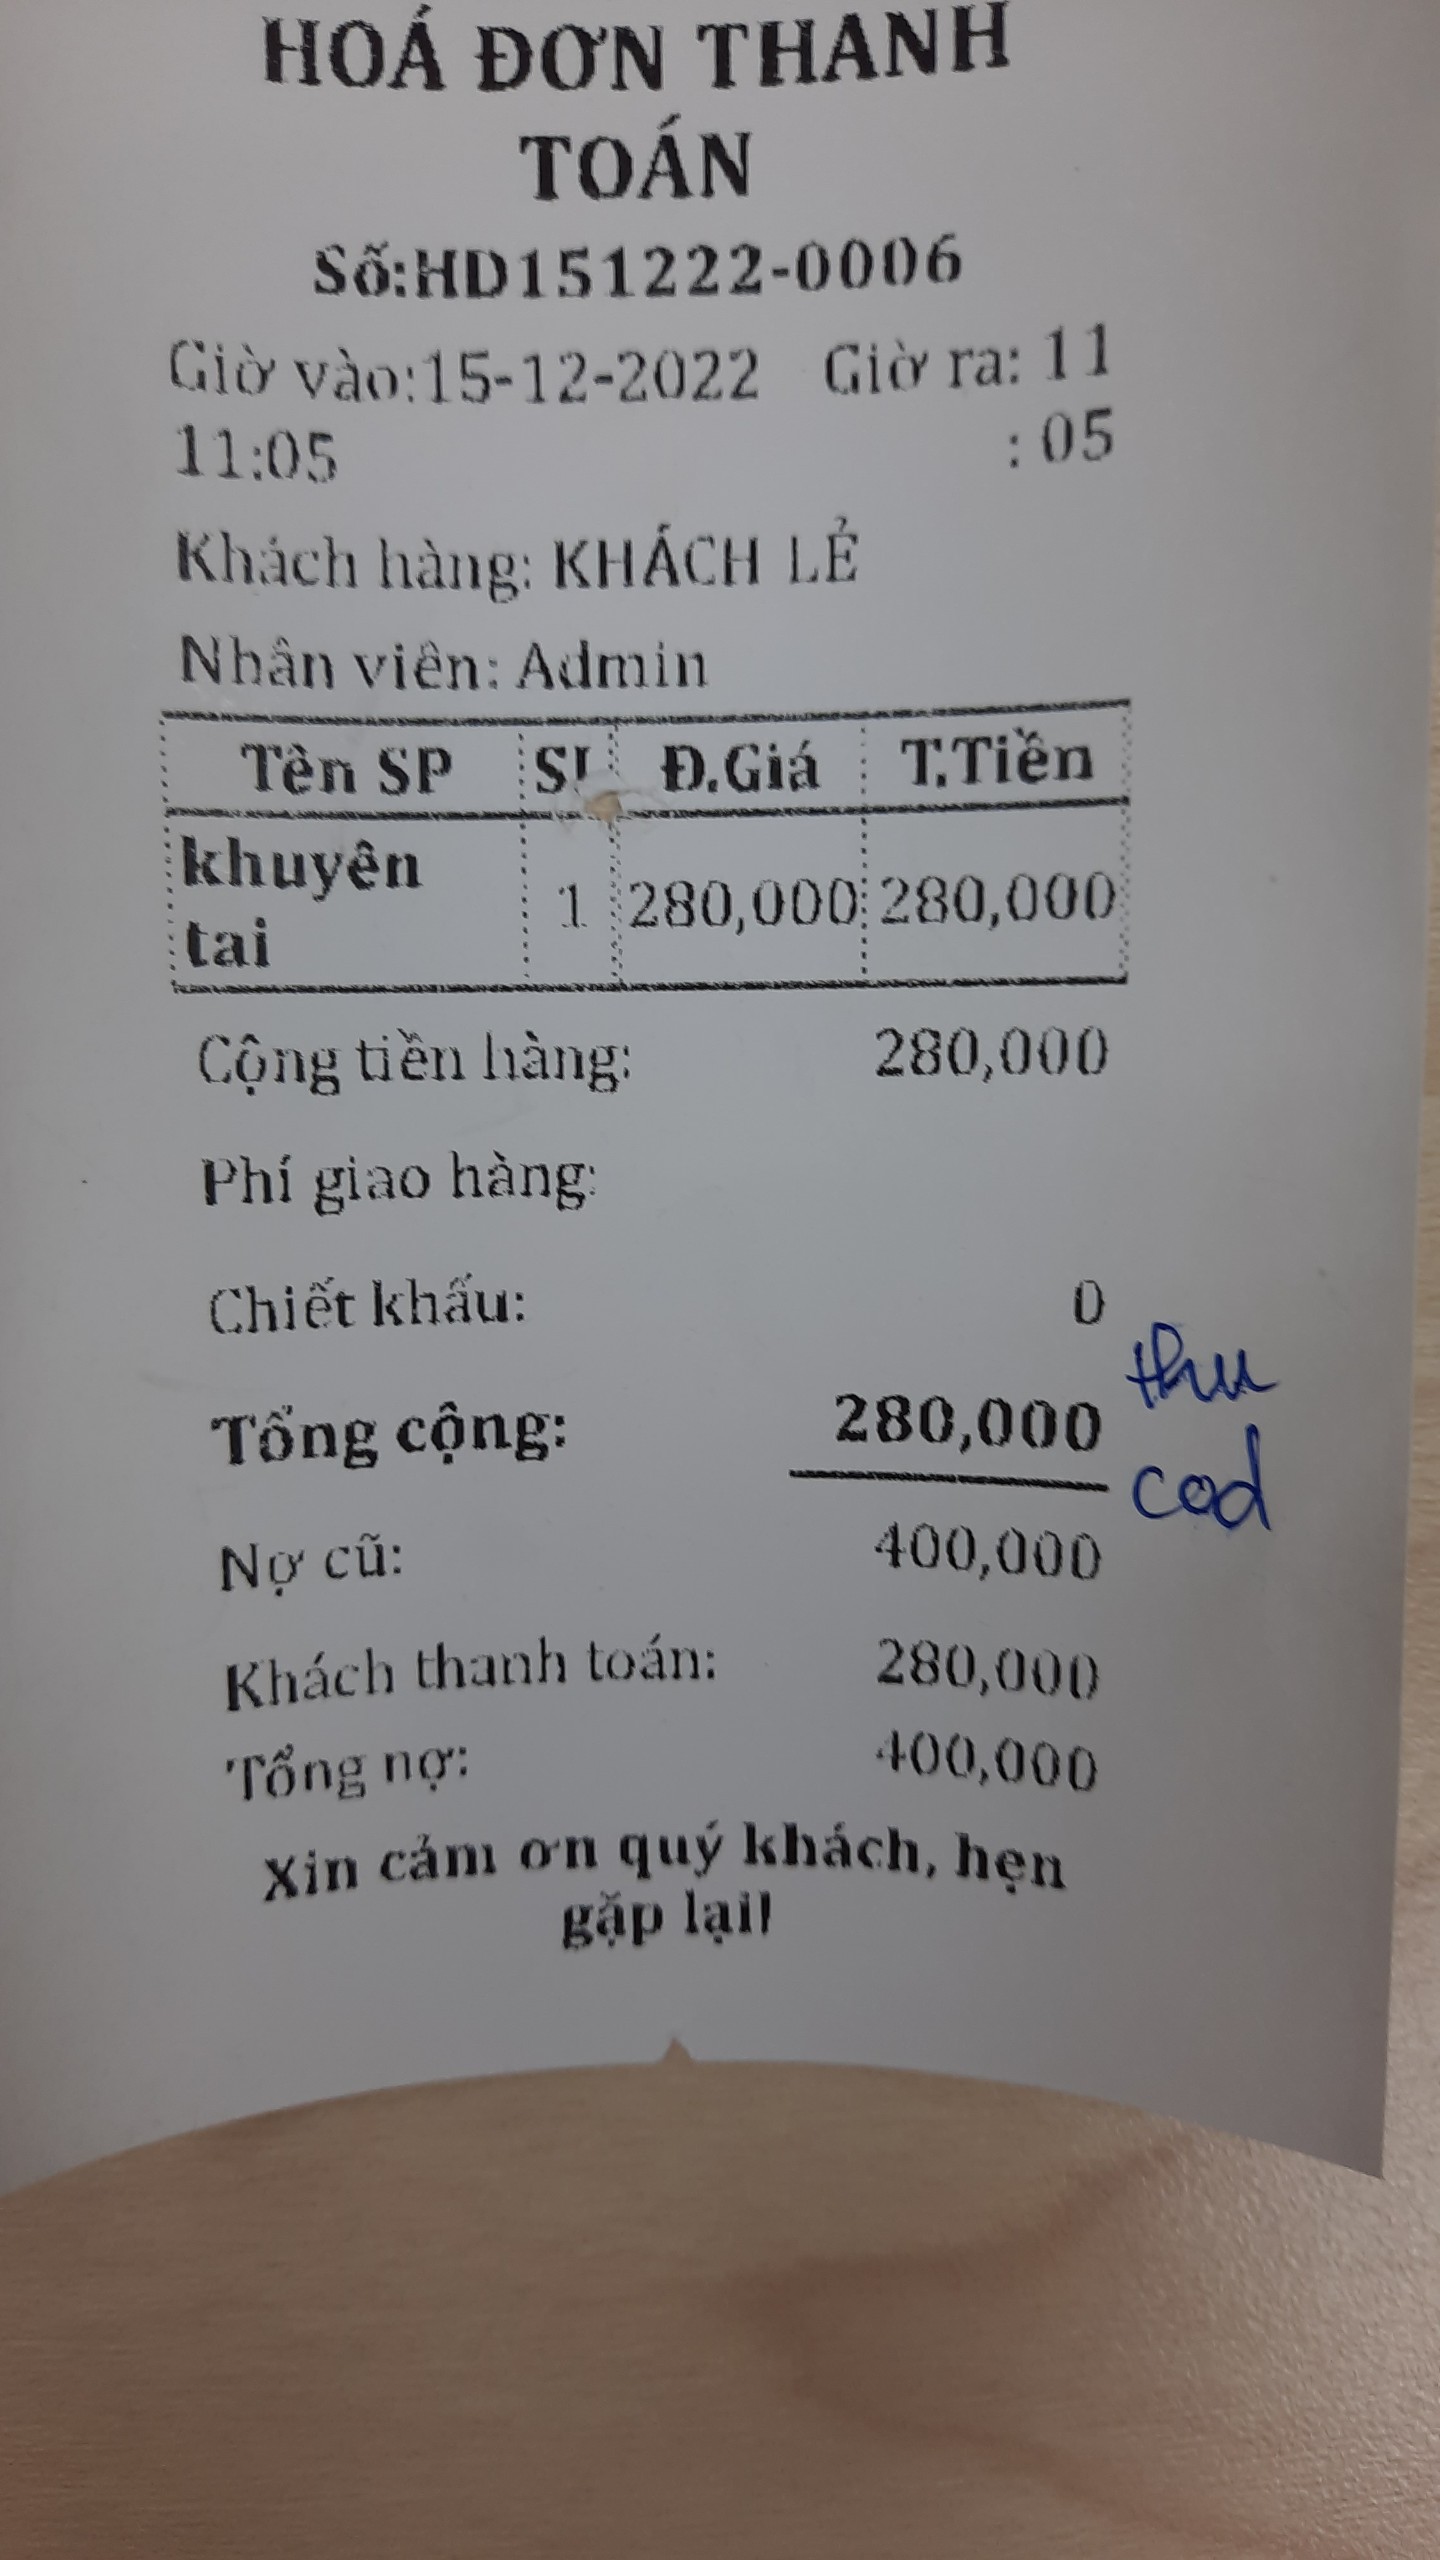 HOÁ ĐƠN THANH
TOÁN
Số:HD151222-0006
Giờ vào:15-12-2022 Giờ ra: 11
11:05 : 05
Khách hàng: KHÁCH LẺ
Nhân viên: Admin
Tên SP SL Đ.Giá T.Tiền
khuyên
tai 1 280,000 280,000
Cộng tiền hàng: 280,000
Phí giao hàng:
Chiết khấu: 0
thu
Tổng cộng: 280,000
cod
Nợ cũ: 400,000
Khách thanh toán: 280,000
Tổng nợ: 400,000
Xin cảm ơn quý khách, hẹn
gặp lại!